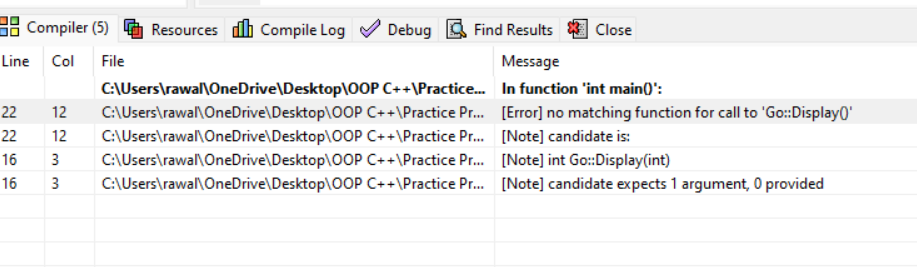 Compiler (5) Resources Compile Log Debug Find Results Close
Line Col File Message
C:\Users\rawal\OneDrive\Desktop\OOP C++\Practice... In function 'int main()':
22 12 C:\Users\rawal\OneDrive\Desktop\OOP C++\Practice Pr... [Error] no matching function for call to 'Go::Display()'
22 12 C:\Users\rawal\OneDrive\Desktop\OOP C++\Practice Pr... [Note] candidate is:
16 3 C:\Users\rawal\OneDrive\Desktop\OOP C++\Practice Pr... [Note] int Go::Display(int)
16 3 C:\Users\rawal\OneDrive\Desktop\OOP C++\Practice Pr... [Note] candidate expects 1 argument, 0 provided